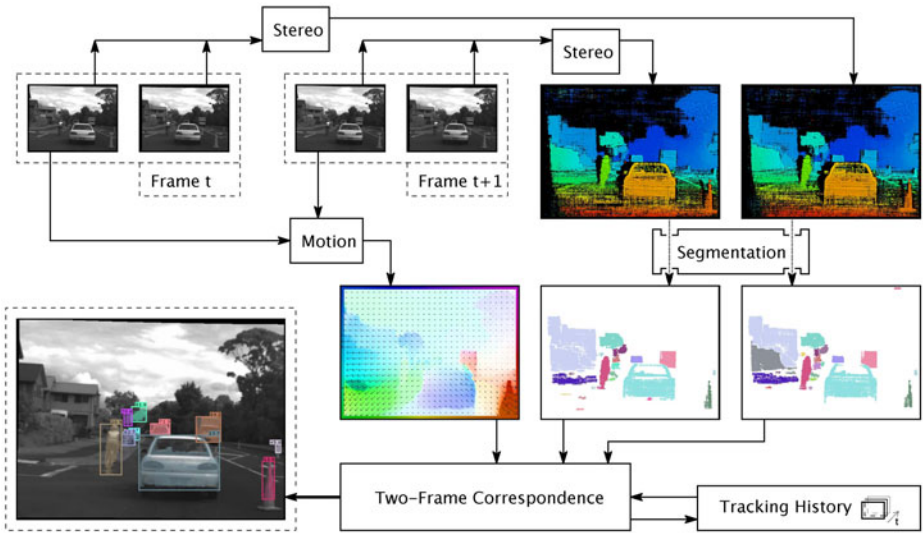 Stereo
Stereo
Frame t
Frame t+1
Motion
Segmentation
Two-Frame Correspondence
Tracking History
t